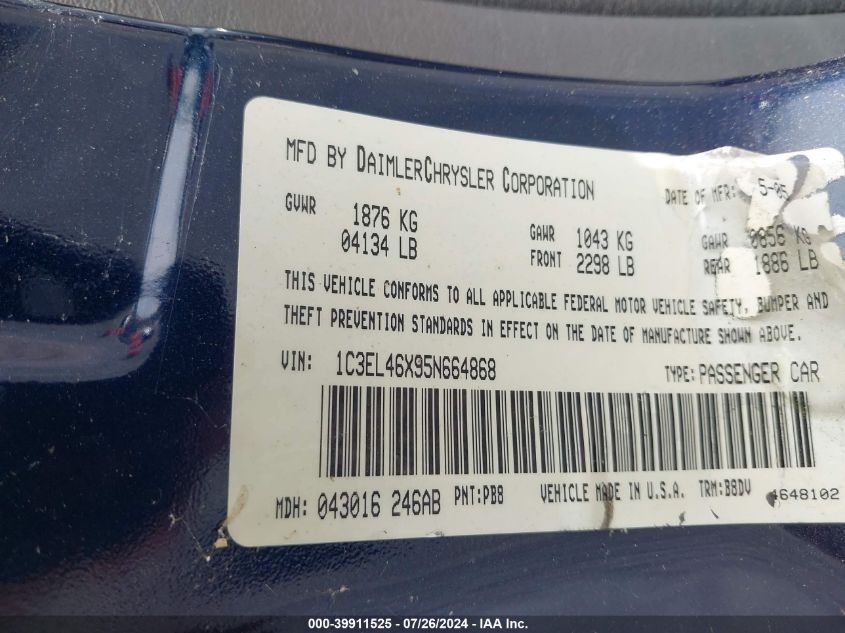 MFD BY DAIMLERCHRYSLER CORPORATION DATE OF MFR: 5-05
GVWR 1876 KG GAWR 1043 KG GAWR 0856 KG
04134 LB FRONT 2298 LB REAR 1886 LB
THIS VEHICLE CONFORMS TO ALL APPLICABLE FEDERAL MOTOR VEHICLE SAFETY, BUMPER AND
THEFT PREVENTION STANDARDS IN EFFECT ON THE DATE OF MANUFACTURE SHOWN ABOVE.
VIN: 1C3EL46X95N664868 TYPE: PASSENGER CAR
MDH: 043016 246AB PNT:PB8 VEHICLE MADE IN U.S.A. TRM:B8DV 4648102
000-39911525 - 07/26/2024 - IAA Inc.